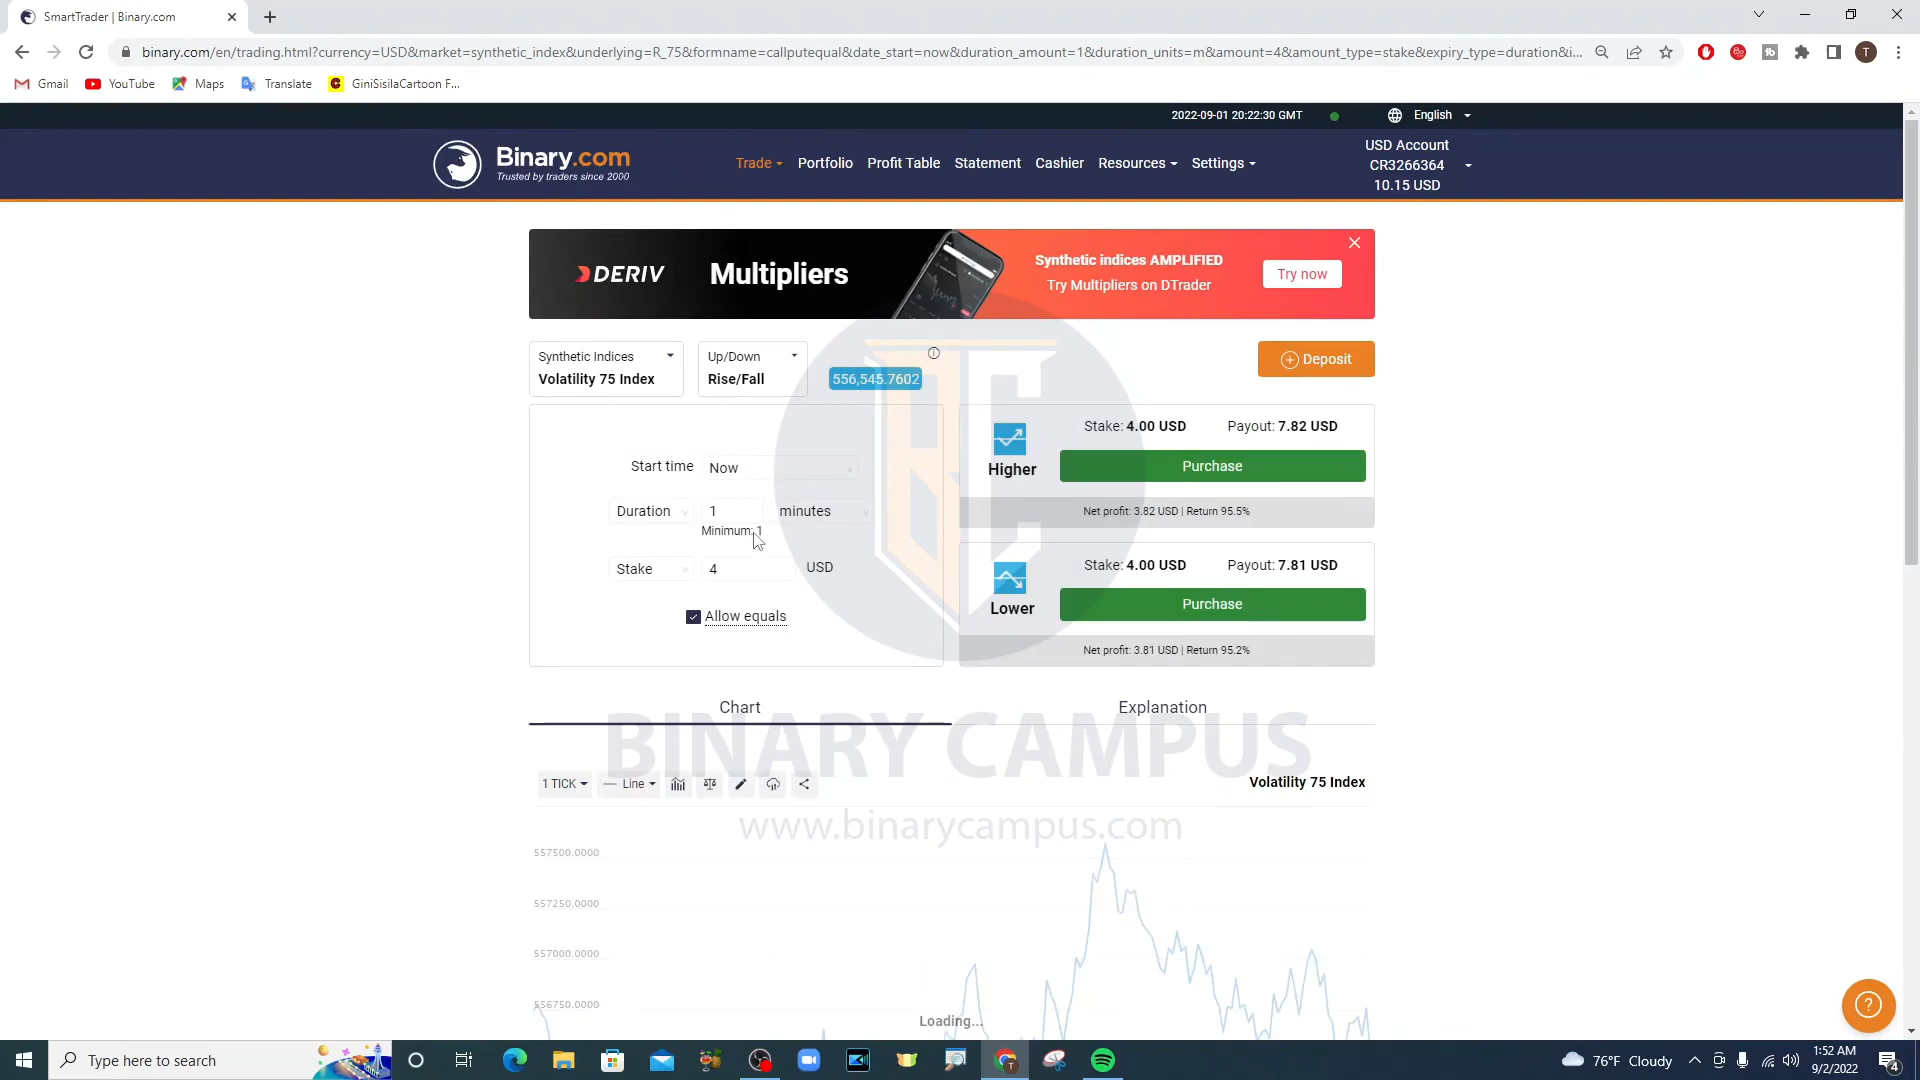 SmartTrader | Binary.com
binary.com/en/trading.html?currency=USD&market=synthetic_index&underlying=R_75&formname=callputequal&date_start=now&duration_amount=1&duration_units=m&amount=4&amount_type=stake&expiry_type=duration&i...
T
Gmail YouTube Maps Translate GiniSisilaCartoon F...
2022-09-01 20:22:30 GMT English
Binary.com
Trusted by traders since 2000
Trade Portfolio Profit Table Statement Cashier Resources Settings
USD Account
CR3266364
10.15 USD
DERIV Multipliers
Synthetic indices AMPLIFIED
Try Multipliers on DTrader
Try now
Synthetic Indices
Volatility 75 Index
Up/Down
Rise/Fall
556,545.7602
Deposit
Start time Now
Duration 1 minutes
Minimum: 1
Stake 4 USD
Allow equals
Stake: 4.00 USD Payout: 7.82 USD
Higher
Purchase
Net profit: 3.82 USD | Return 95.5%
Stake: 4.00 USD Payout: 7.81 USD
Lower
Purchase
Net profit: 3.81 USD | Return 95.2%
Chart Explanation
BINARY CAMPUS
1 TICK Line Volatility 75 Index
www.binarycampus.com
557500.0000
557250.0000
557000.0000
556750.0000
Loading...
Type here to search
76°F Cloudy
1:52 AM
9/2/2022
4